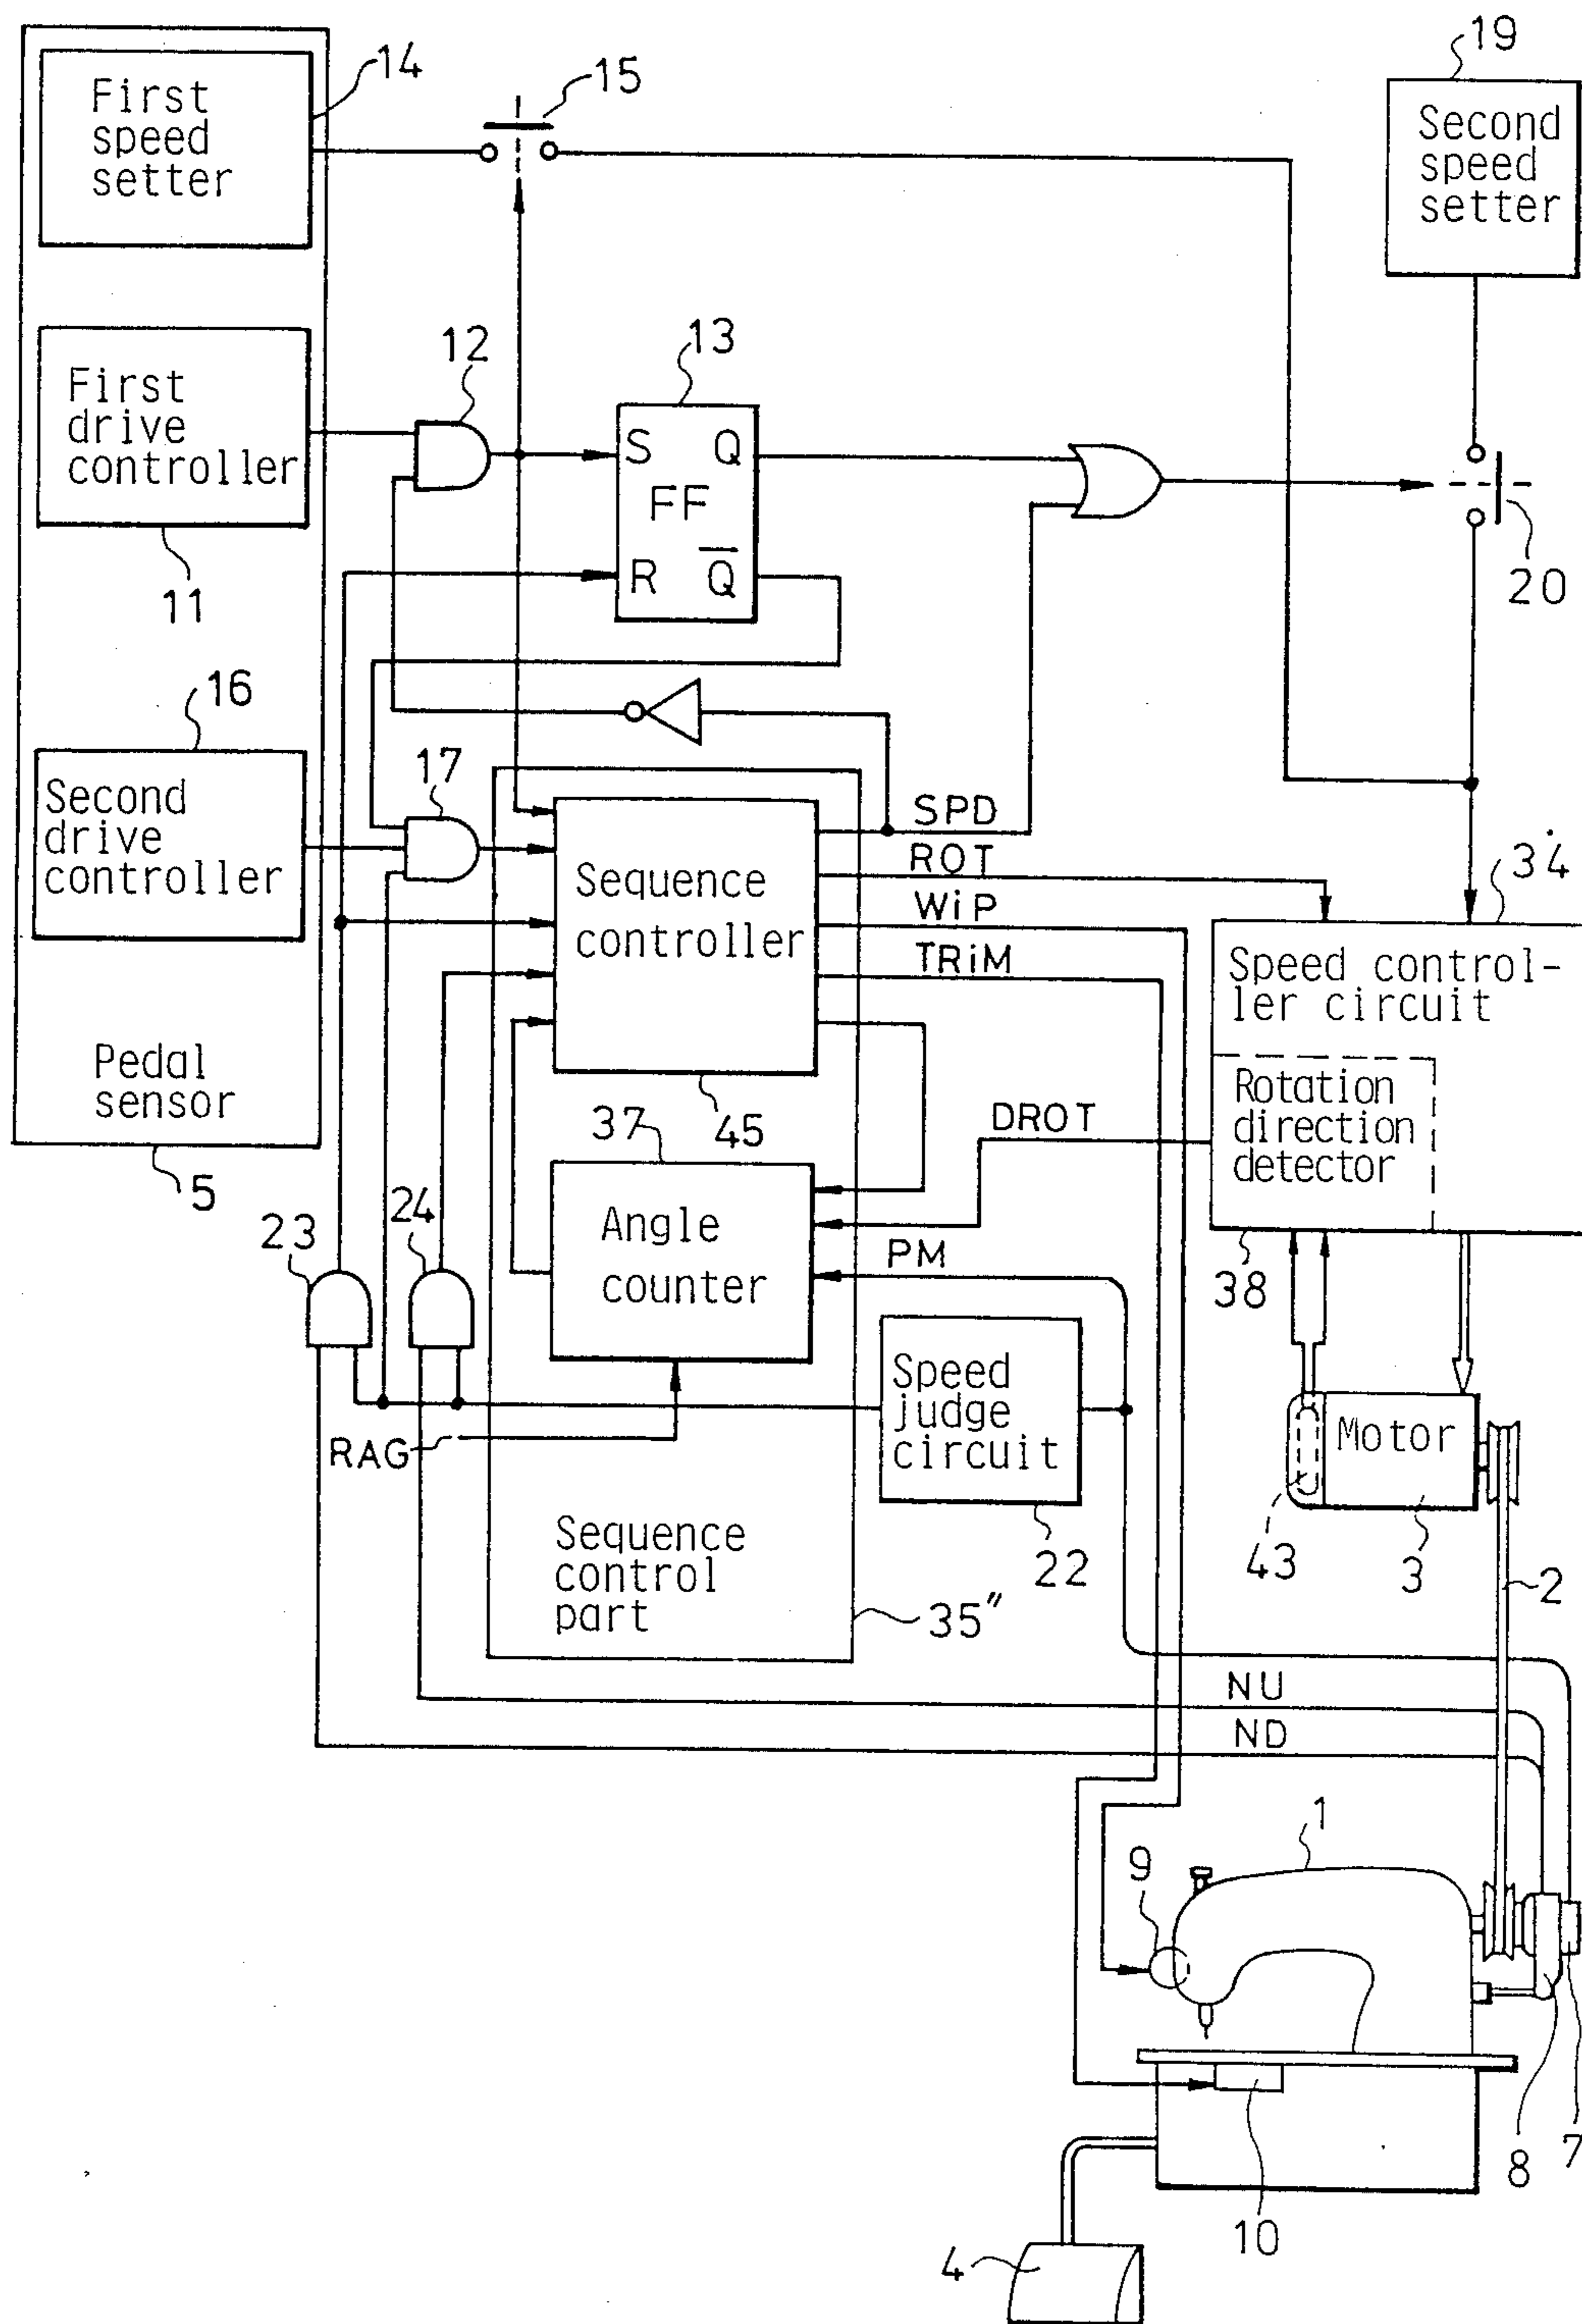 19
14
15
First
speed
setter
Second
speed
setter
12
13
First
drive
controller
S
Q
FF
R
Q
11
20
16
17
Second
drive
controller
SPD
ROT
WiP
TRiM
34
Sequence
controller
Speed control-
ler circuit
Pedal
sensor
Rotation
direction
detector
DROT
37
45
5
24
23
Angle
counter
PM
38
Speed
judge
circuit
Motor
RAG
43
3
22
2
Sequence
control
part
35"
NU
ND
1
9
7
8
10
4